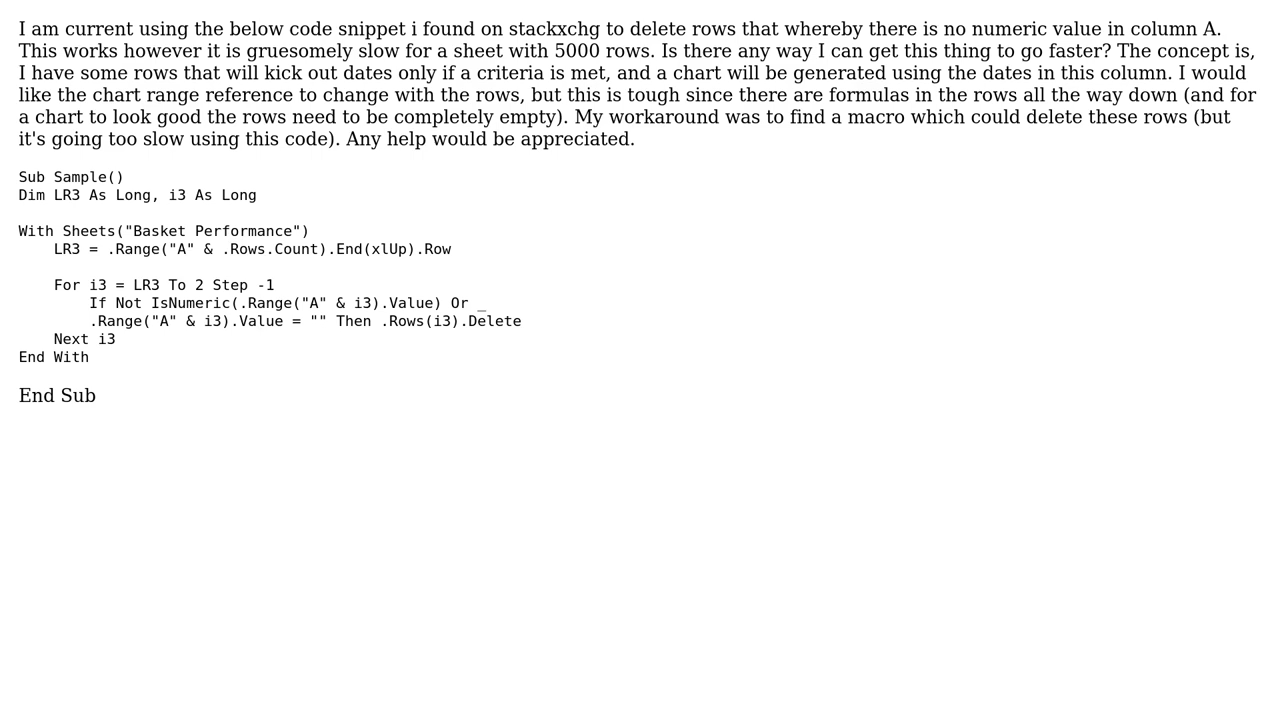 I am current using the below code snippet i found on stackxchg to delete rows that whereby there is no numeric value in column A.
This works however it is gruesomely slow for a sheet with 5000 rows. Is there any way I can get this thing to go faster? The concept is,
I have some rows that will kick out dates only if a criteria is met, and a chart will be generated using the dates in this column. I would
like the chart range reference to change with the rows, but this is tough since there are formulas in the rows all the way down (and for
a chart to look good the rows need to be completely empty). My workaround was to find a macro which could delete these rows (but
it's going too slow using this code). Any help would be appreciated.
Sub Sample()
Dim LR3 As Long, i3 As Long
With Sheets("Basket Performance")
    LR3 = .Range("A" & .Rows.Count).End(xlUp).Row
    For i3 = LR3 To 2 Step -1
        If Not IsNumeric(.Range("A" & i3).Value) Or _
        .Range("A" & i3).Value = "" Then .Rows(i3).Delete
    Next i3
End With
End Sub